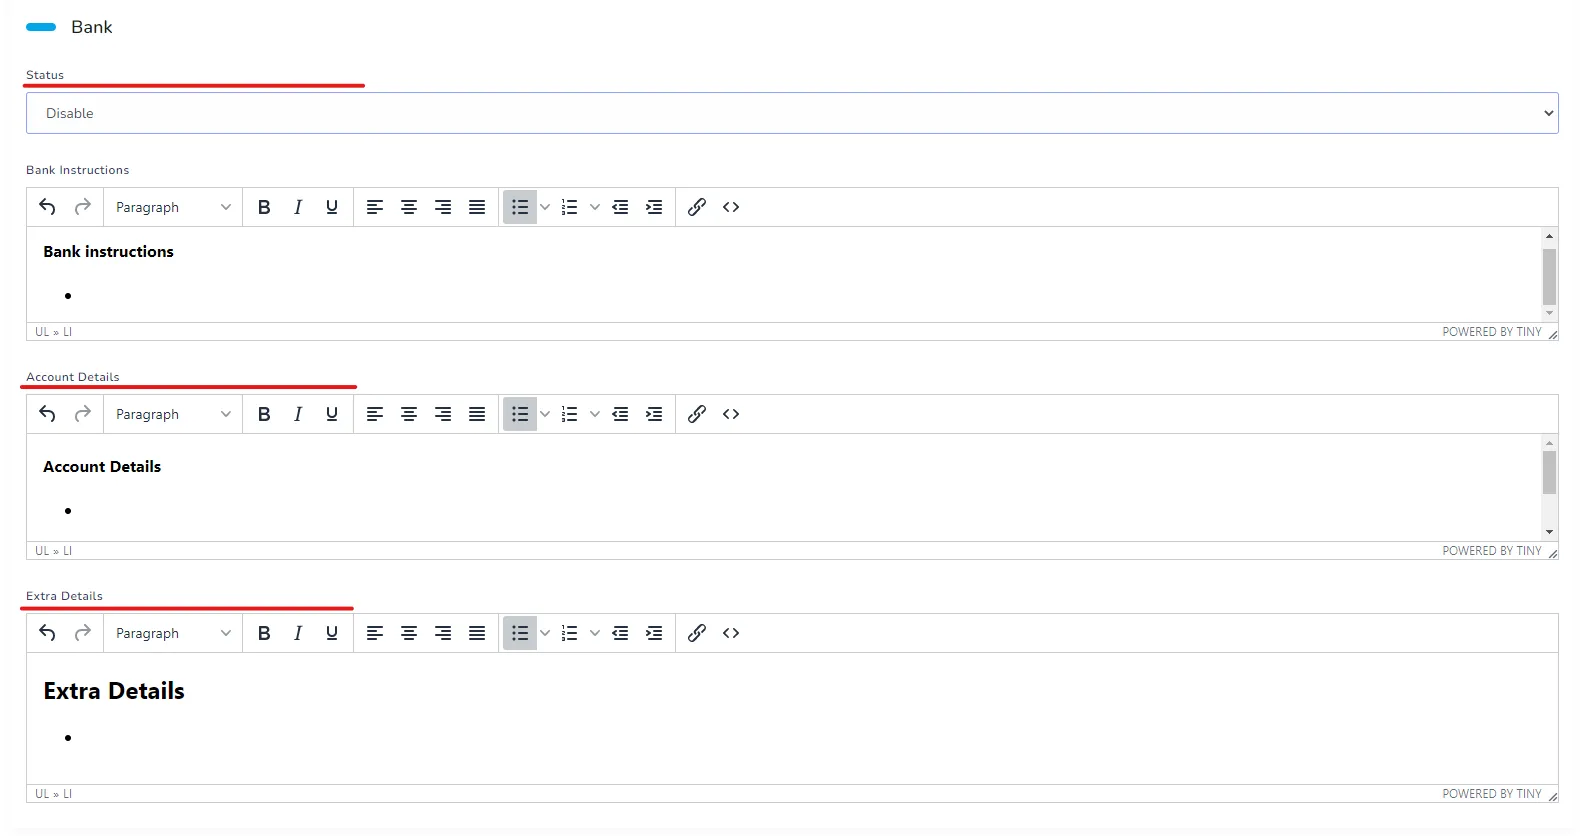 Bank
Status
Disable
Bank Instructions
Paragraph B I U
Bank instructions
UL » LI POWERED BY TINY
Account Details
Paragraph B I U
Account Details
UL » LI POWERED BY TINY
Extra Details
Paragraph B I U
Extra Details
UL » LI POWERED BY TINY